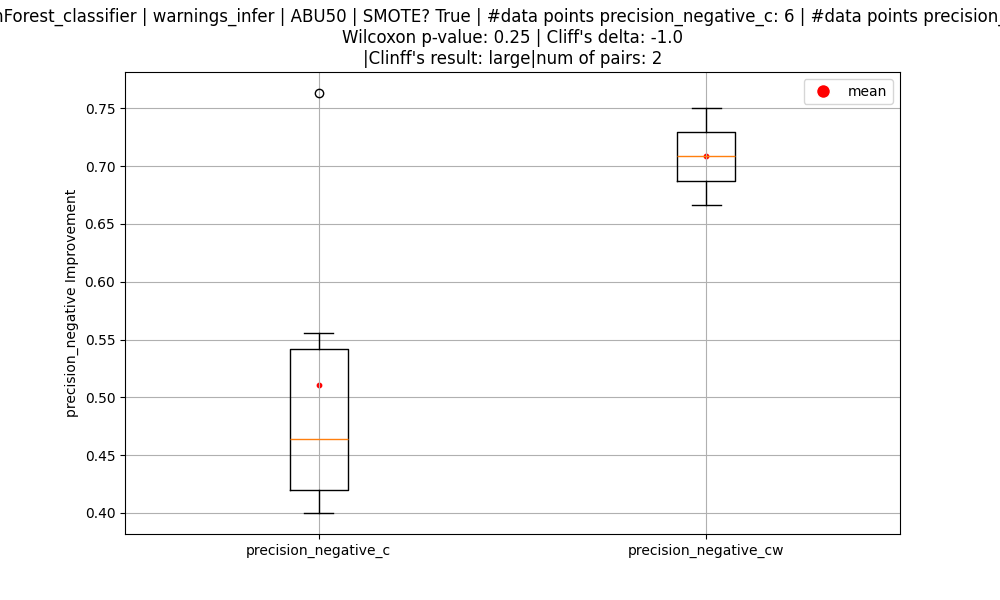 Forest_classifier | warnings_infer | ABU50 | SMOTE? True | #data points precision_negative_c: 6 | #data points precision_
Wilcoxon p-value: 0.25 | Cliff's delta: -1.0
|Clinff's result: large|num of pairs: 2
mean
0.75
0.70
0.65
0.60
0.55
0.50
0.45
0.40
precision_negative Improvement
precision_negative_c
precision_negative_cw